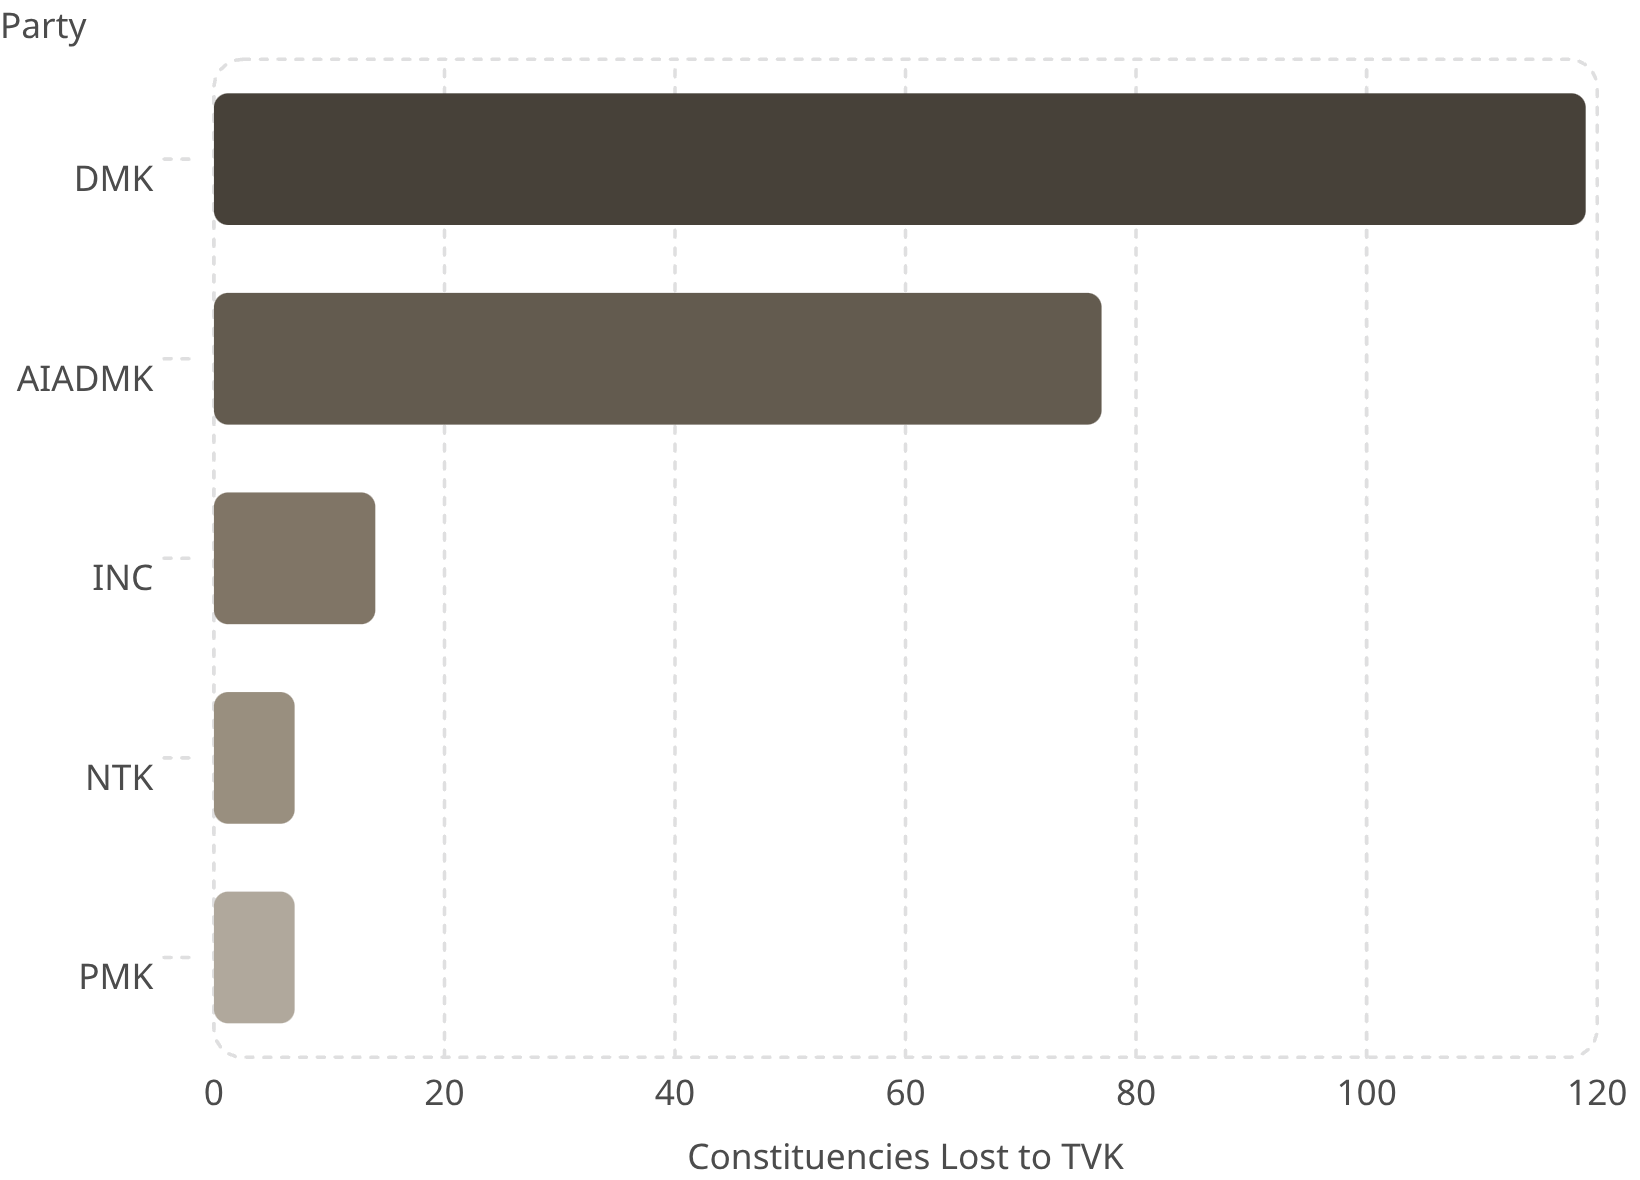 Party
DMK
AIADMK
INC
NTK
PMK
0 20 40 60 80 100 120
Constituencies Lost to TVK